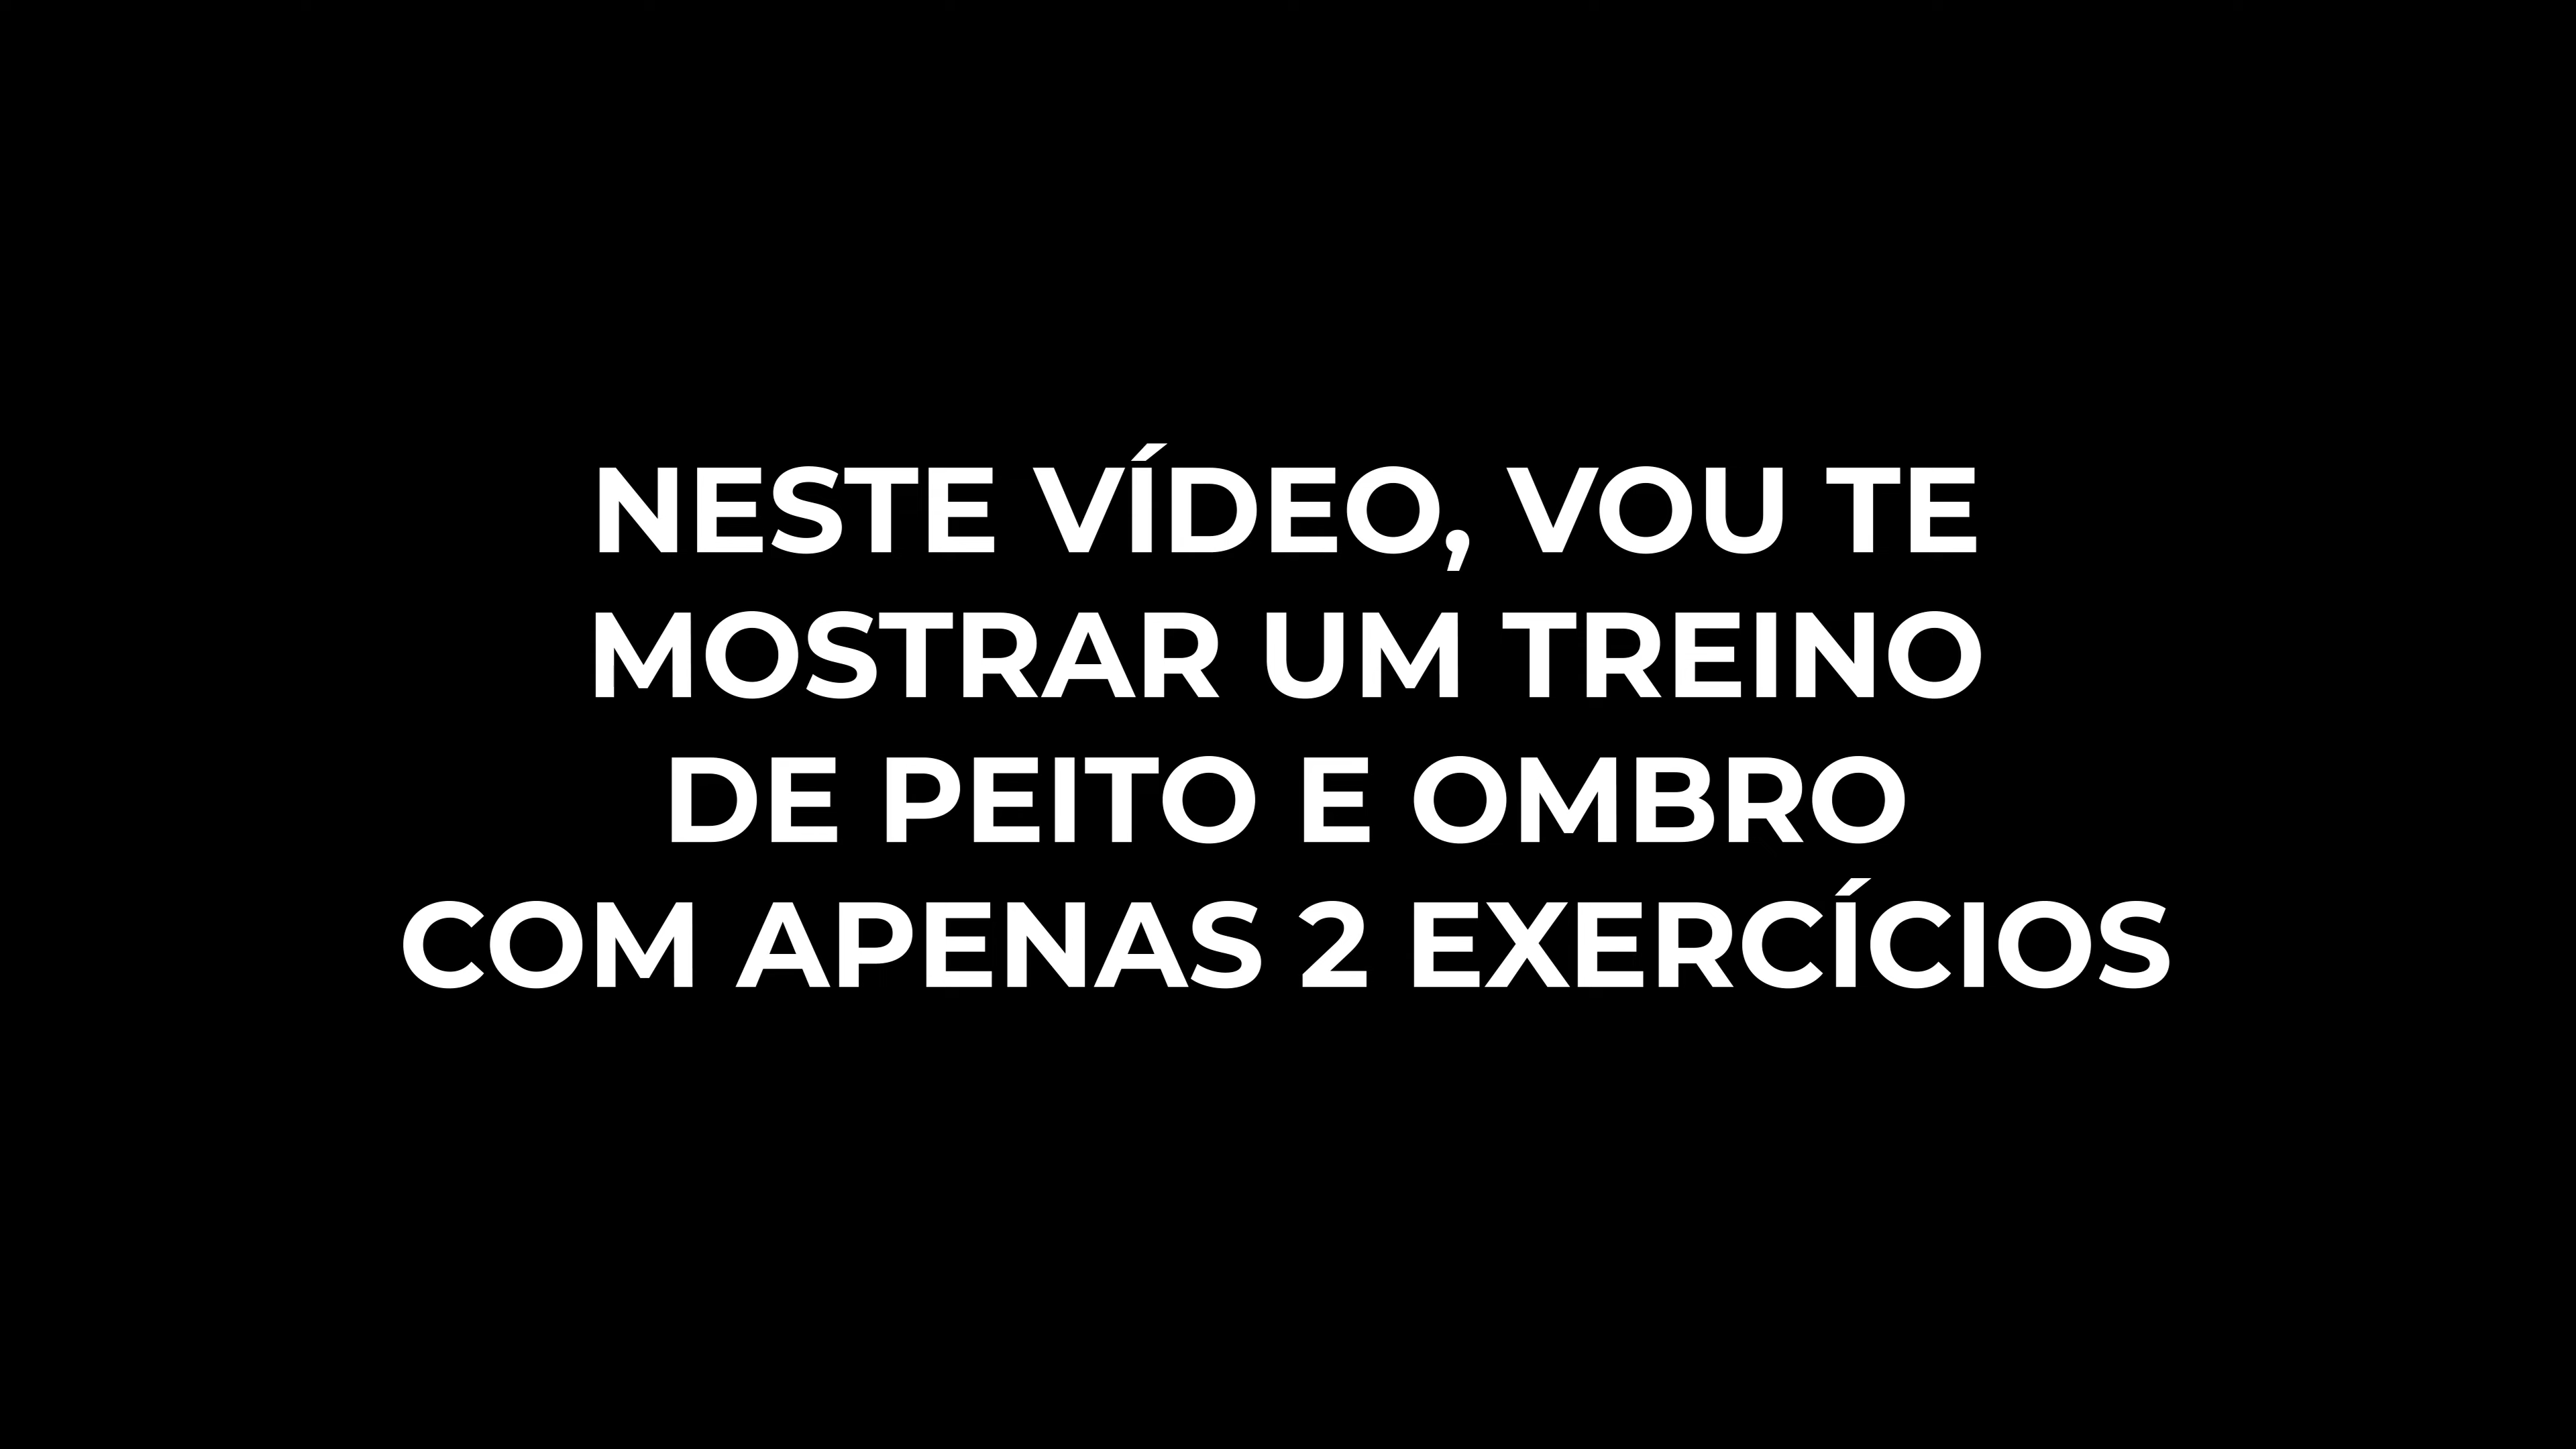 NESTE VÍDEO, VOU TE
MOSTRAR UM TREINO
DE PEITO E OMBRO
COM APENAS 2 EXERCÍCIOS